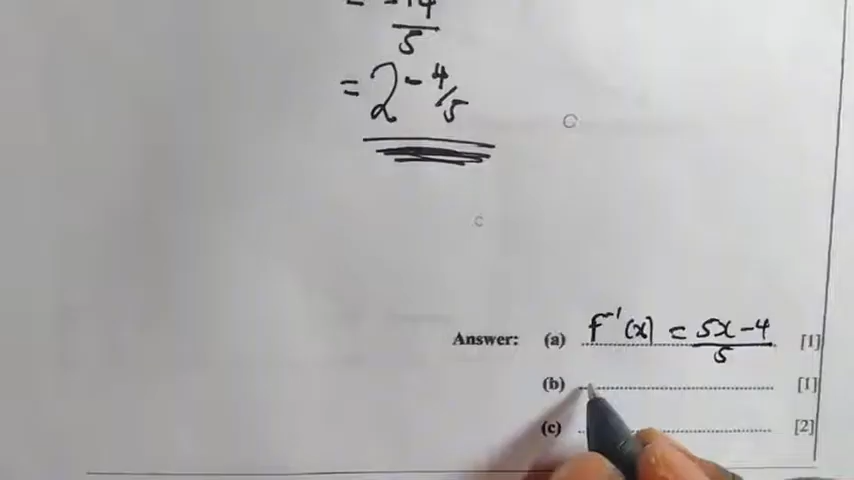 5
= 2 - 4/5
Answer: (a) f⁻¹(x) = 5x - 4 / 5 [1]
(b) [1]
(c) [2]